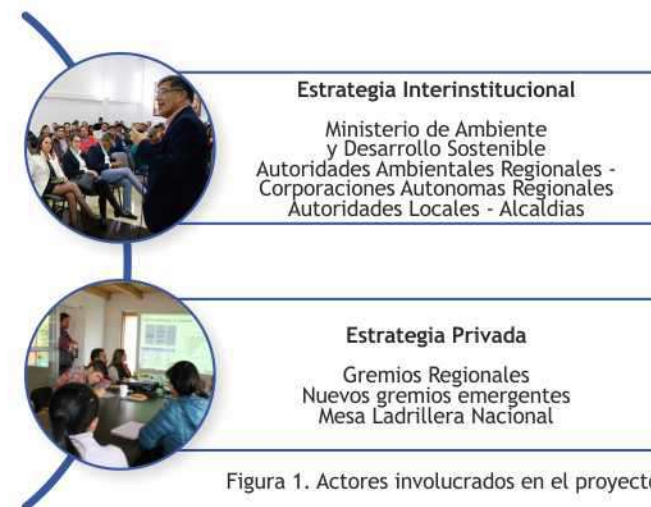 Estrategia Interinstitucional
Ministerio de Ambiente
y Desarrollo Sostenible
Autoridades Ambientales Regionales -
Corporaciones Autonomas Regionales
Autoridades Locales - Alcaldias
Estrategia Privada
Gremios Regionales
Nuevos gremios emergentes
Mesa Ladrillera Nacional
Figura 1. Actores involucrados en el proyecto